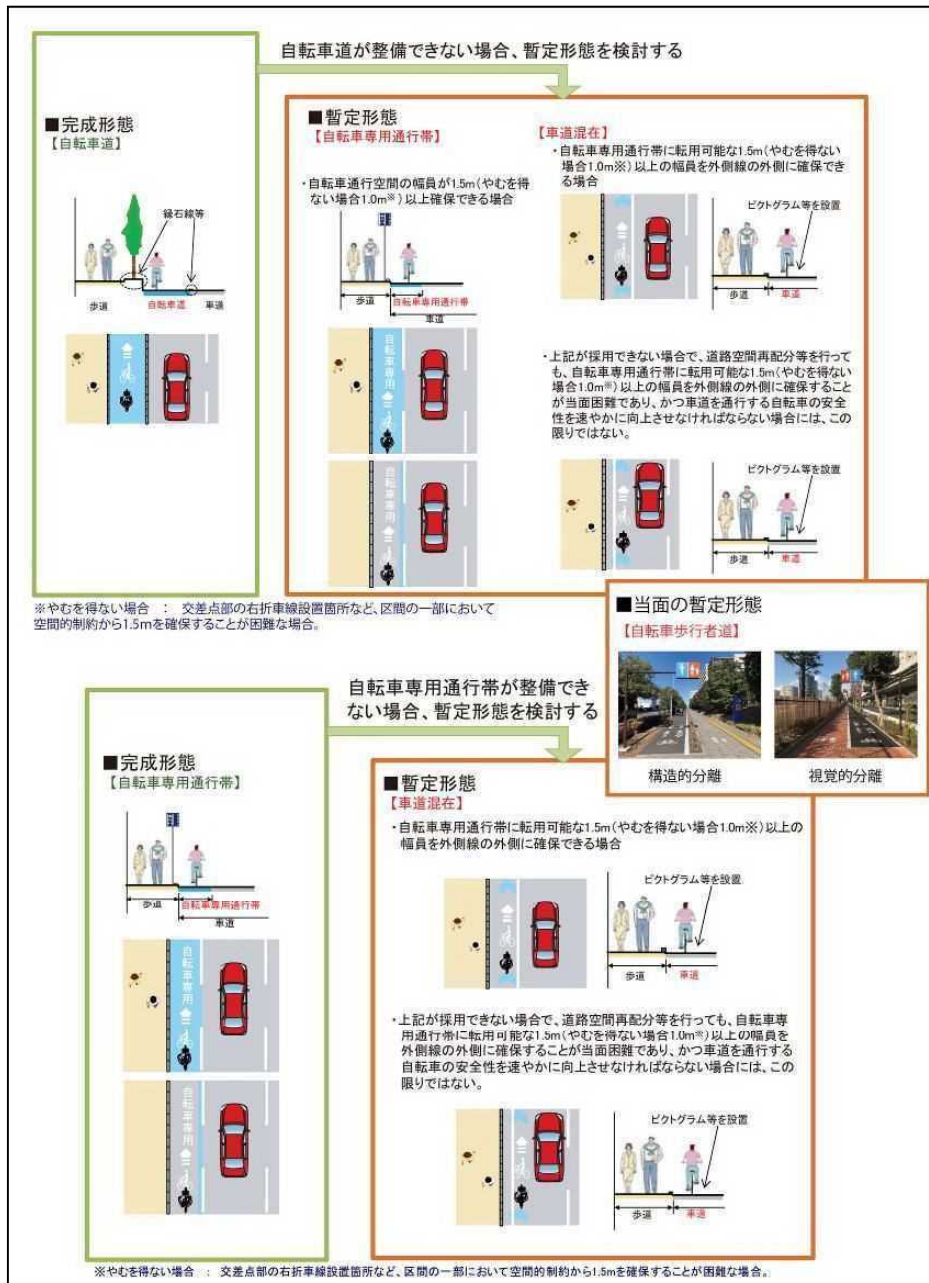 自転車道が整備できない場合、暫定形態を検討する
■完成形態
【自転車道】
縁石線等
歩道
自転車道
車道
■暫定形態
【自転車専用通行帯】
・自転車通行空間の幅員が1.5m(やむを得
ない場合1.0m※)以上確保できる場合
歩道
自転車専用通行帯
車道
自転車専用
自転車専用
【車道混在】
・自転車専用通行帯に転用可能な1.5m(やむを得ない
場合1.0m※)以上の幅員を外側線の外側に確保でき
る場合
ピクトグラム等を設置
歩道
車道
・上記が採用できない場合で、道路空間再配分等を行って
も、自転車専用通行帯に転用可能な1.5m(やむを得ない
場合1.0m※)以上の幅員を外側線の外側に確保すること
が当面困難であり、かつ車道を通行する自転車の安全
性を速やかに向上させなければならない場合には、この
限りではない。
ピクトグラム等を設置
歩道
車道
※やむを得ない場合 : 交差点部の右折車線設置箇所など、区間の一部において
空間的制約から1.5mを確保することが困難な場合。
■当面の暫定形態
【自転車歩行者道】
構造的分離
視覚的分離
自転車専用通行帯が整備でき
ない場合、暫定形態を検討する
■完成形態
【自転車専用通行帯】
歩道
自転車専用通行帯
車道
自転車専用
自転車専用
■暫定形態
【車道混在】
・自転車専用通行帯に転用可能な1.5m(やむを得ない場合1.0m※)以上の
幅員を外側線の外側に確保できる場合
ピクトグラム等を設置
歩道
車道
・上記が採用できない場合で、道路空間再配分等を行っても、自転車専
用通行帯に転用可能な1.5m(やむを得ない場合1.0m※)以上の幅員を
外側線の外側に確保することが当面困難であり、かつ車道を通行する
自転車の安全性を速やかに向上させなければならない場合には、この
限りではない。
ピクトグラム等を設置
歩道
車道
※やむを得ない場合 : 交差点部の右折車線設置箇所など、区間の一部において空間的制約から1.5mを確保することが困難な場合。